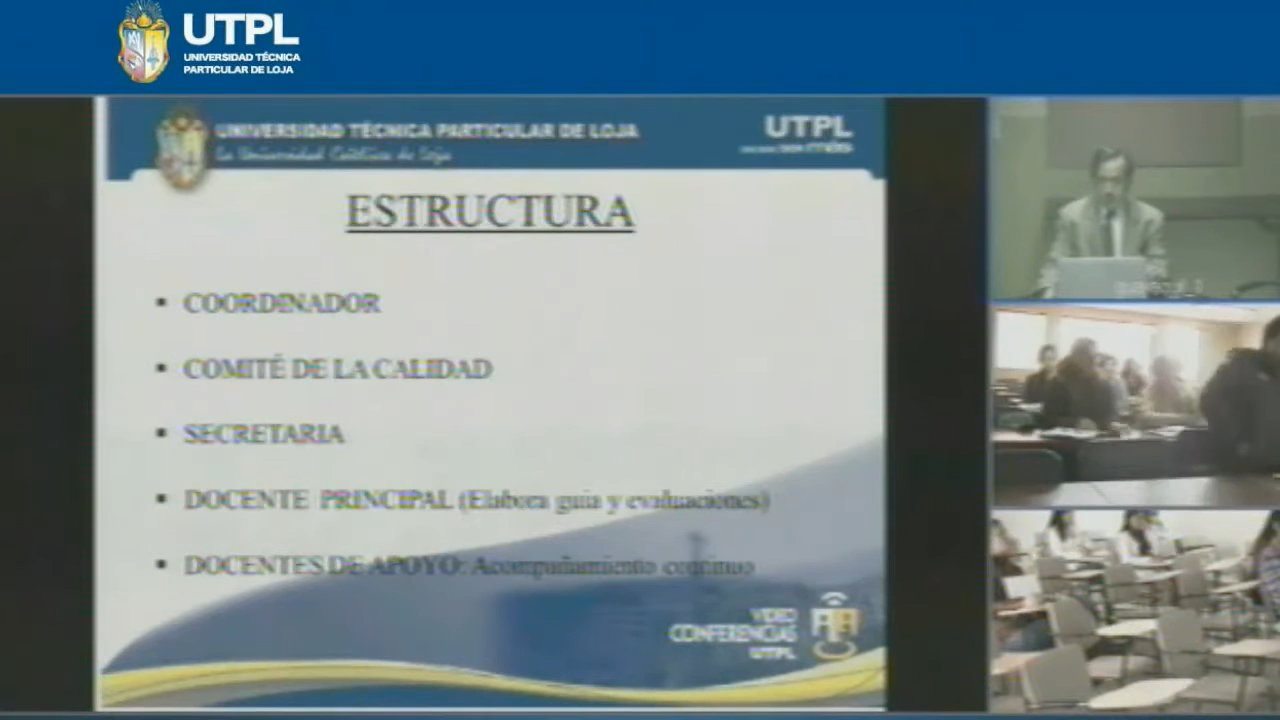 UTPL
UNIVERSIDAD TÉCNICA
PARTICULAR DE LOJA
UNIVERSIDAD TÉCNICA PARTICULAR DE LOJA
La Universidad Católica de Loja
UTPL
ESTRUCTURA
▪ COORDINADOR
▪ COMITÉ DE LA CALIDAD
▪ SECRETARIA
▪ DOCENTE PRINCIPAL (Elabora guía y evaluaciones)
▪ DOCENTES DE APOYO: Acompañamiento continuo
VIDEO
CONFERENCIAS
UTPL